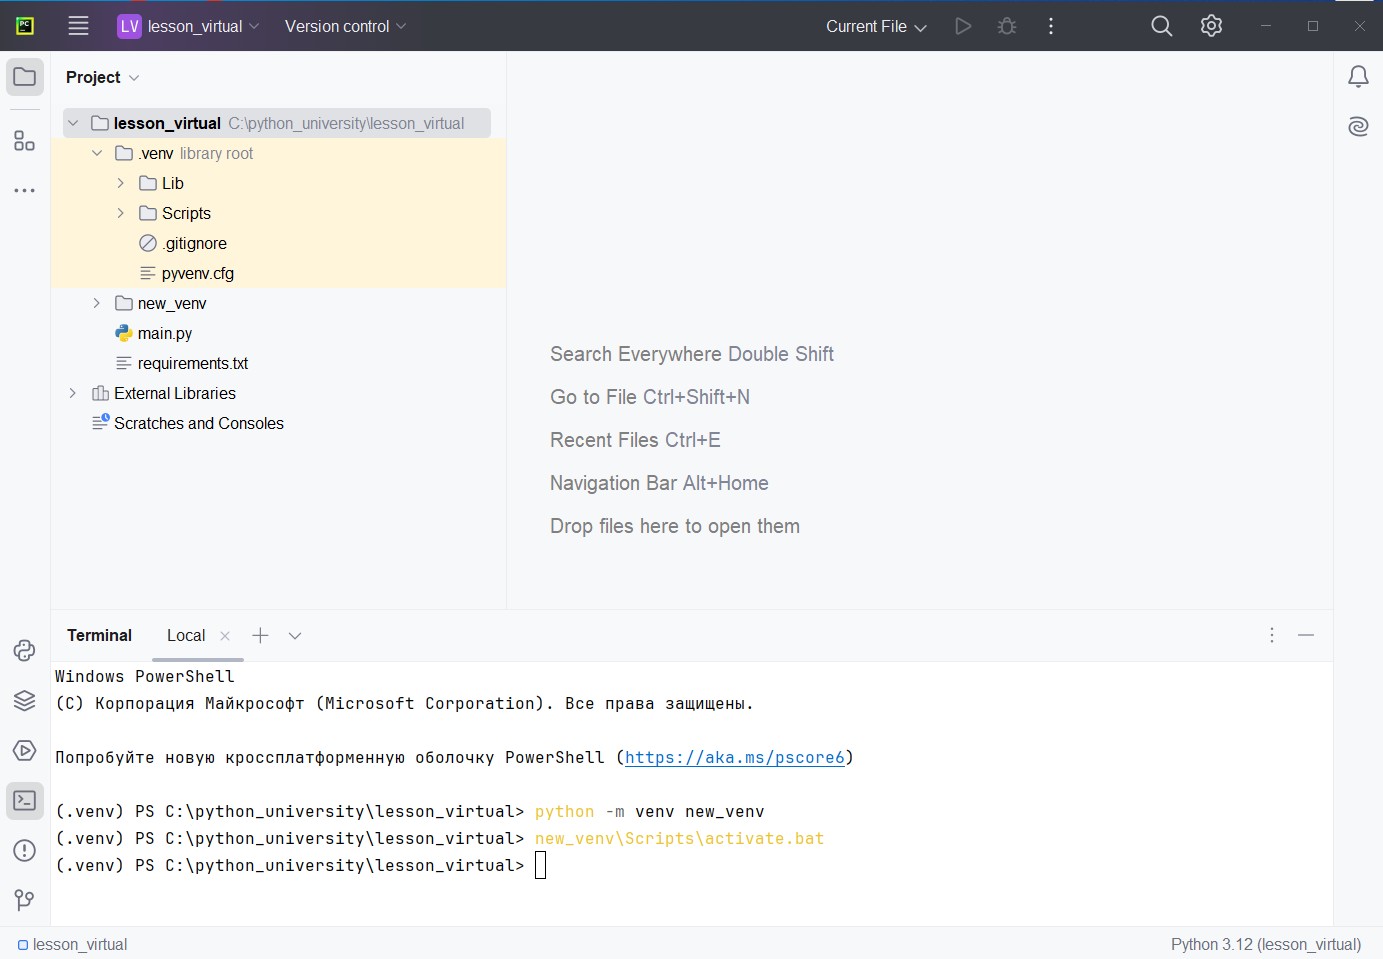 PC
LV lesson_virtual Version control Current File
Project
lesson_virtual C:\python_university\lesson_virtual
.venv library root
Lib
Scripts
.gitignore
pyvenv.cfg
new_venv
main.py
requirements.txt
External Libraries
Scratches and Consoles
Search Everywhere Double Shift
Go to File Ctrl+Shift+N
Recent Files Ctrl+E
Navigation Bar Alt+Home
Drop files here to open them
Terminal Local
Windows PowerShell
(C) Корпорация Майкрософт (Microsoft Corporation). Все права защищены.
Попробуйте новую кроссплатформенную оболочку PowerShell (https://aka.ms/pscore6)
(.venv) PS C:\python_university\lesson_virtual> python -m venv new_venv
(.venv) PS C:\python_university\lesson_virtual> new_venv\Scripts\activate.bat
(.venv) PS C:\python_university\lesson_virtual>
lesson_virtual Python 3.12 (lesson_virtual)